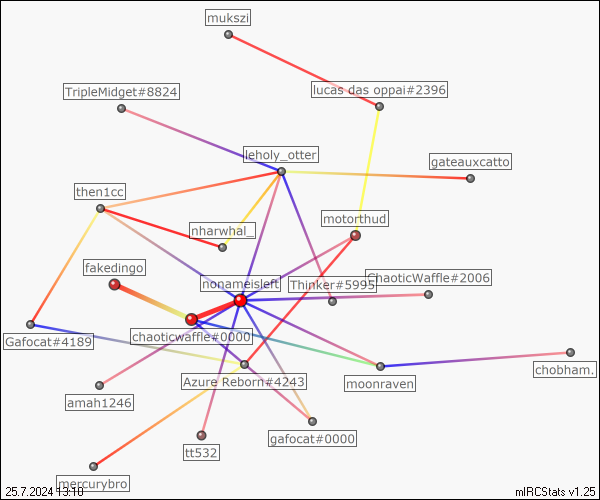 mukszi
TripleMidget#8824
lucas das oppai#2396
leholy_otter
gateauxcatto
then1cc
motorthud
nharwhal_
fakedingo
nonameisleft
Thinker#5995
ChaoticWaffle#2006
chaoticwaffle#0000
Gafocat#4189
Azure Reborn#4243
moonraven
chobham.
amah1246
gafocat#0000
tt532
mercurybro
25.7.2024 13:10
mIRCStats v1.25